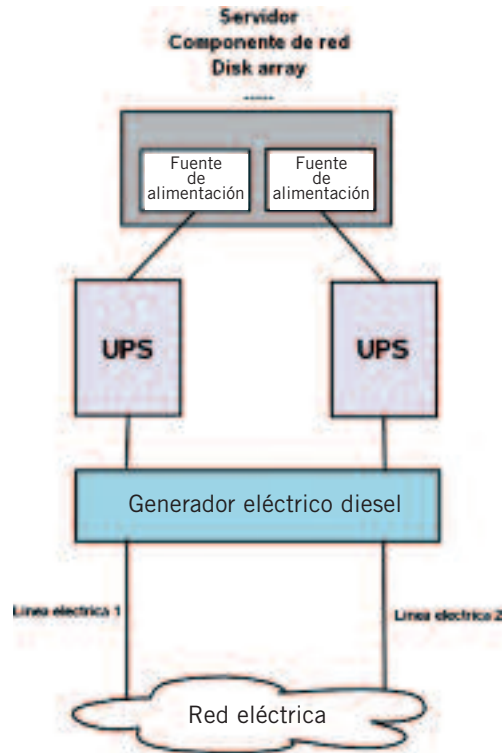 Servidor
Componente de red
Disk array
.....
Fuente
de
alimentación
Fuente
de
alimentación
UPS
UPS
Generador eléctrico diesel
Linea electrica 1
Linea electrica 2
Red eléctrica